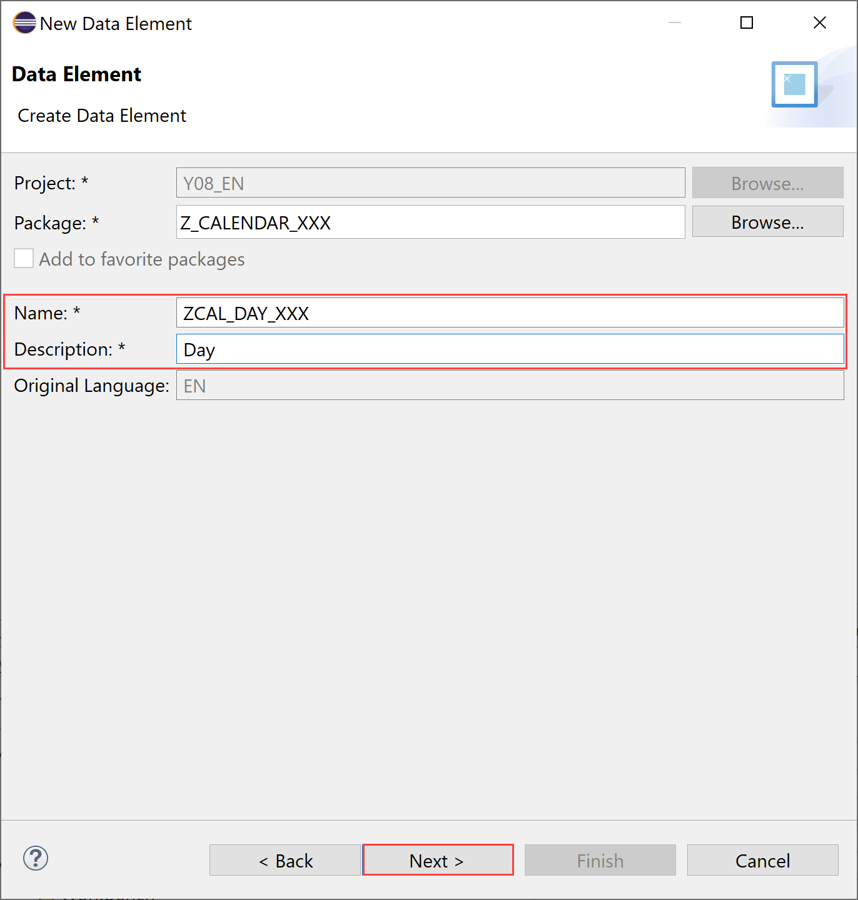 New Data Element
Data Element
Create Data Element
Project: * Y08_EN Browse...
Package: * Z_CALENDAR_XXX Browse...
Add to favorite packages
Name: * ZCAL_DAY_XXX
Description: * Day
Original Language: EN
? < Back Next > Finish Cancel